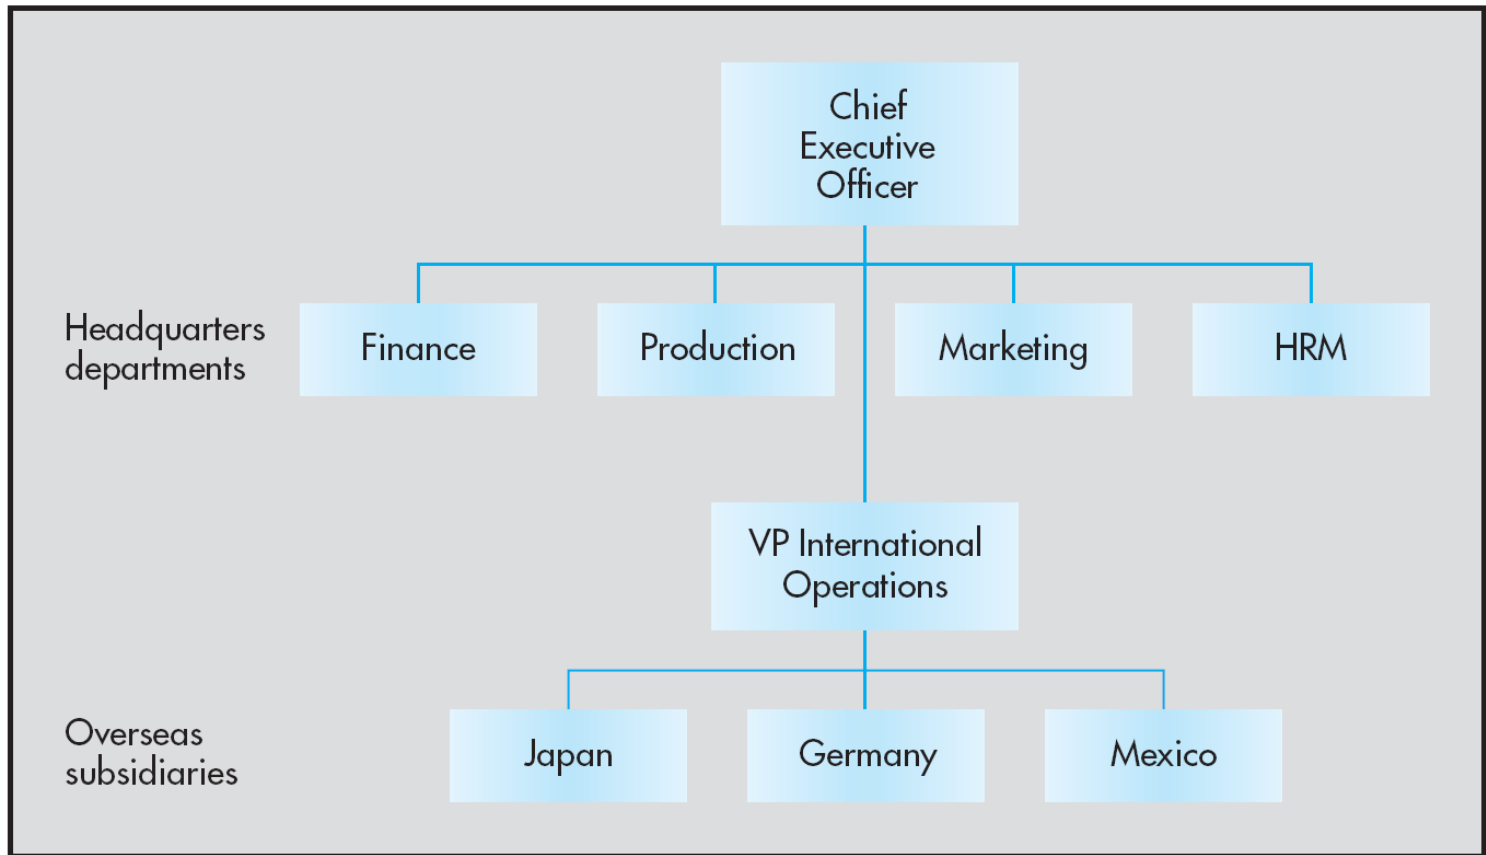 Chief
Executive
Officer
Headquarters
departments
Finance
Production
Marketing
HRM
VP International
Operations
Overseas
subsidiaries
Japan
Germany
Mexico